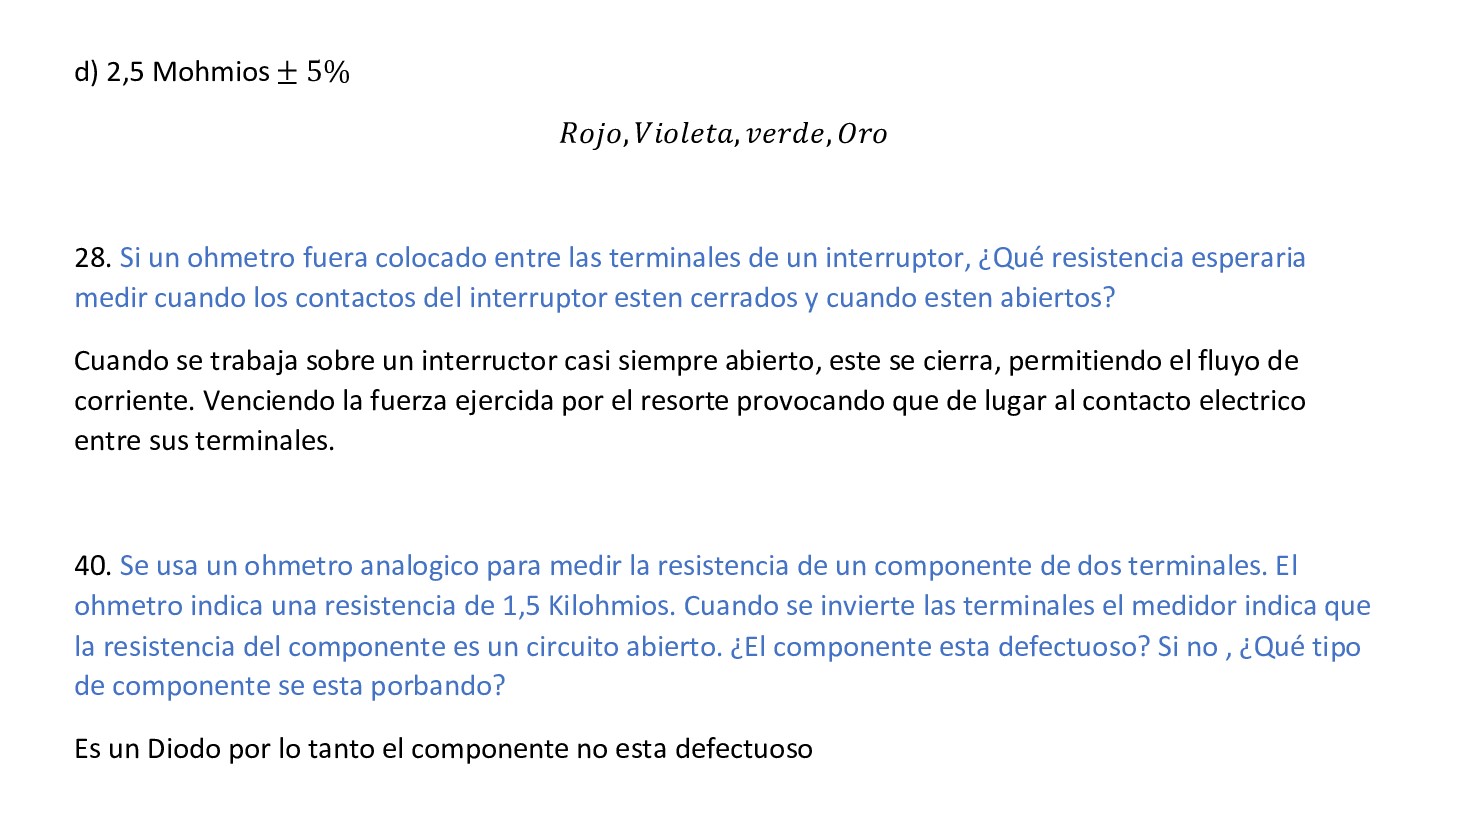 d) 2,5 Mohmios ± 5%
Rojo, Violeta, verde, Oro
28. Si un ohmetro fuera colocado entre las terminales de un interruptor, ¿Qué resistencia esperaria
medir cuando los contactos del interruptor esten cerrados y cuando esten abiertos?
Cuando se trabaja sobre un interructor casi siempre abierto, este se cierra, permitiendo el fluyo de
corriente. Venciendo la fuerza ejercida por el resorte provocando que de lugar al contacto electrico
entre sus terminales.
40. Se usa un ohmetro analogico para medir la resistencia de un componente de dos terminales. El
ohmetro indica una resistencia de 1,5 Kilohmios. Cuando se invierte las terminales el medidor indica que
la resistencia del componente es un circuito abierto. ¿El componente esta defectuoso? Si no , ¿Qué tipo
de componente se esta porbando?
Es un Diodo por lo tanto el componente no esta defectuoso